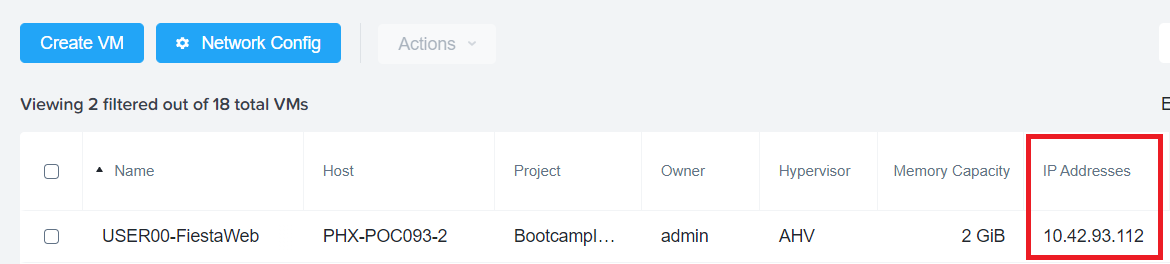 Create VM
Network Config
Actions
Viewing 2 filtered out of 18 total VMs
E
Name Host Project Owner Hypervisor Memory Capacity IP Addresses
USER00-FiestaWeb PHX-POC093-2 Bootcampl... admin AHV 2 GiB 10.42.93.112